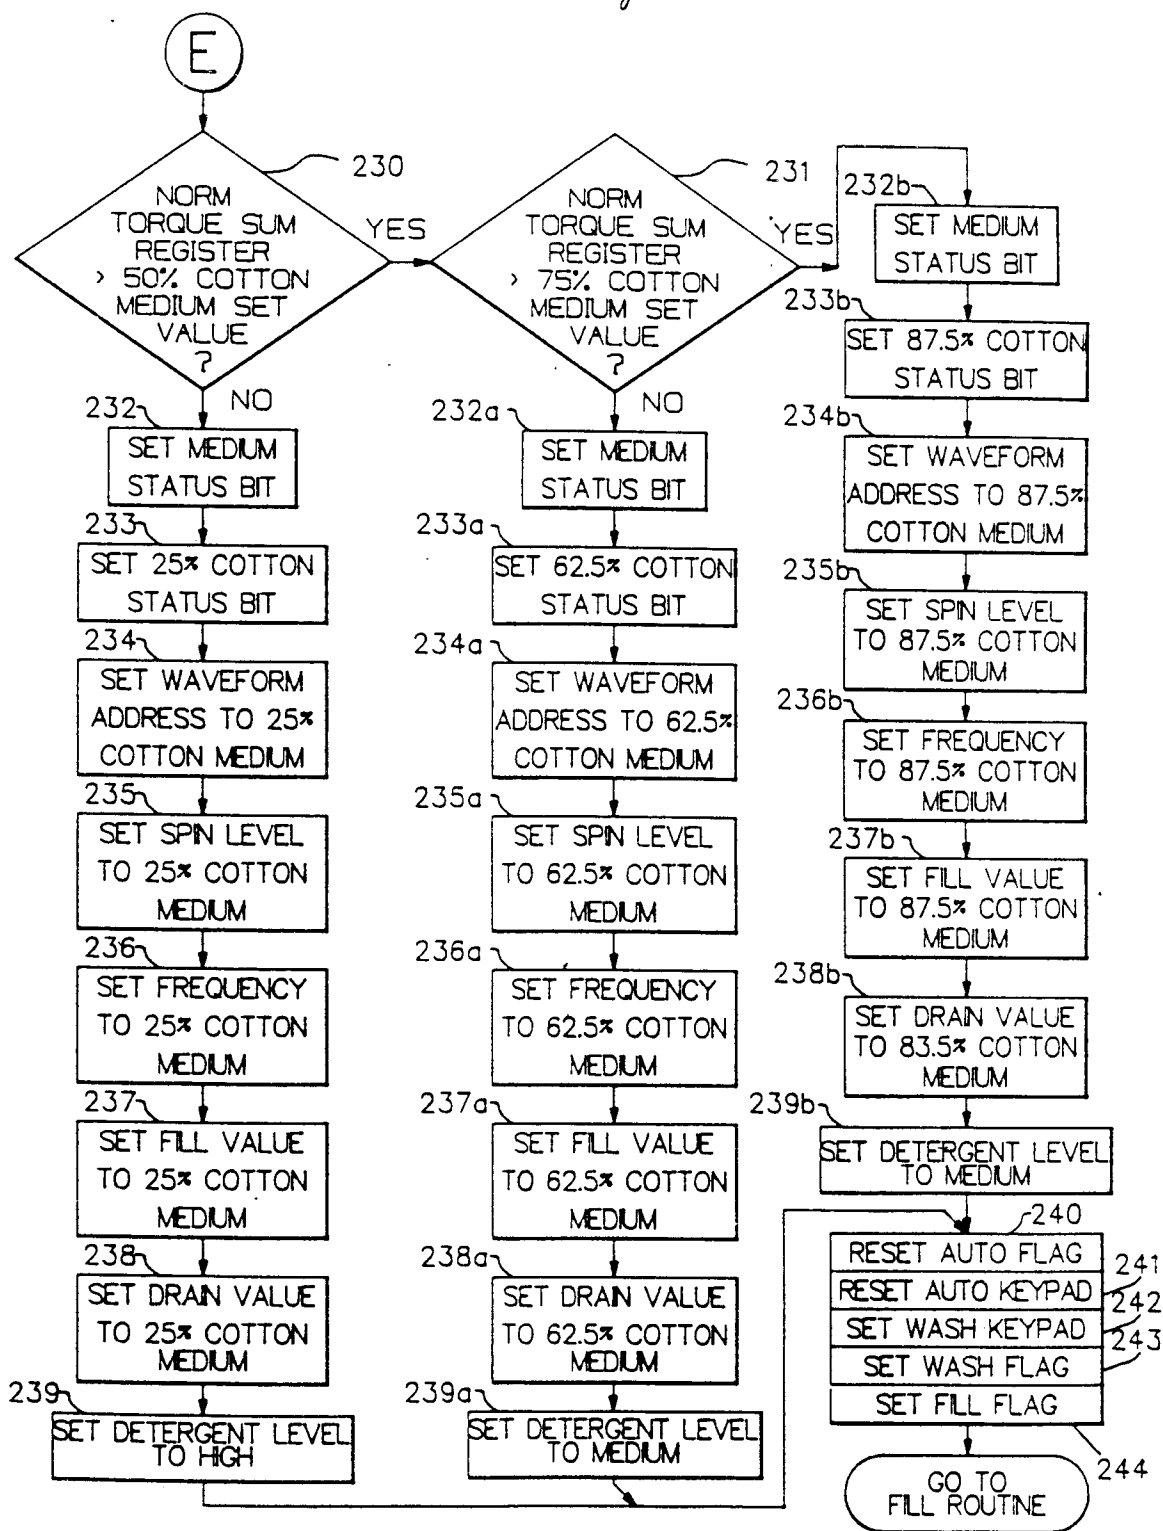 E
230
NORM
TORQUE SUM
REGISTER
> 50% COTTON
MEDIUM SET
VALUE
?
YES
NO
231
NORM
TORQUE SUM
REGISTER
> 75% COTTON
MEDIUM SET
VALUE
?
YES
NO
232
SET MEDIUM
STATUS BIT
233
SET 25% COTTON
STATUS BIT
234
SET WAVEFORM
ADDRESS TO 25%
COTTON MEDIUM
235
SET SPIN LEVEL
TO 25% COTTON
MEDIUM
236
SET FREQUENCY
TO 25% COTTON
MEDIUM
237
SET FILL VALUE
TO 25% COTTON
MEDIUM
238
SET DRAIN VALUE
TO 25% COTTON
MEDIUM
239
SET DETERGENT LEVEL
TO HIGH
232a
SET MEDIUM
STATUS BIT
233a
SET 62.5% COTTON
STATUS BIT
234a
SET WAVEFORM
ADDRESS TO 62.5%
COTTON MEDIUM
235a
SET SPIN LEVEL
TO 62.5% COTTON
MEDIUM
236a
SET FREQUENCY
TO 62.5% COTTON
MEDIUM
237a
SET FILL VALUE
TO 62.5% COTTON
MEDIUM
238a
SET DRAIN VALUE
TO 62.5% COTTON
MEDIUM
239a
SET DETERGENT LEVEL
TO MEDIUM
232b
SET MEDIUM
STATUS BIT
233b
SET 87.5% COTTON
STATUS BIT
234b
SET WAVEFORM
ADDRESS TO 87.5%
COTTON MEDIUM
235b
SET SPIN LEVEL
TO 87.5% COTTON
MEDIUM
236b
SET FREQUENCY
TO 87.5% COTTON
MEDIUM
237b
SET FILL VALUE
TO 87.5% COTTON
MEDIUM
238b
SET DRAIN VALUE
TO 83.5% COTTON
MEDIUM
239b
SET DETERGENT LEVEL
TO MEDIUM
240
RESET AUTO FLAG
241
RESET AUTO KEYPAD
242
SET WASH KEYPAD
243
SET WASH FLAG
SET FILL FLAG
244
GO TO
FILL ROUTINE